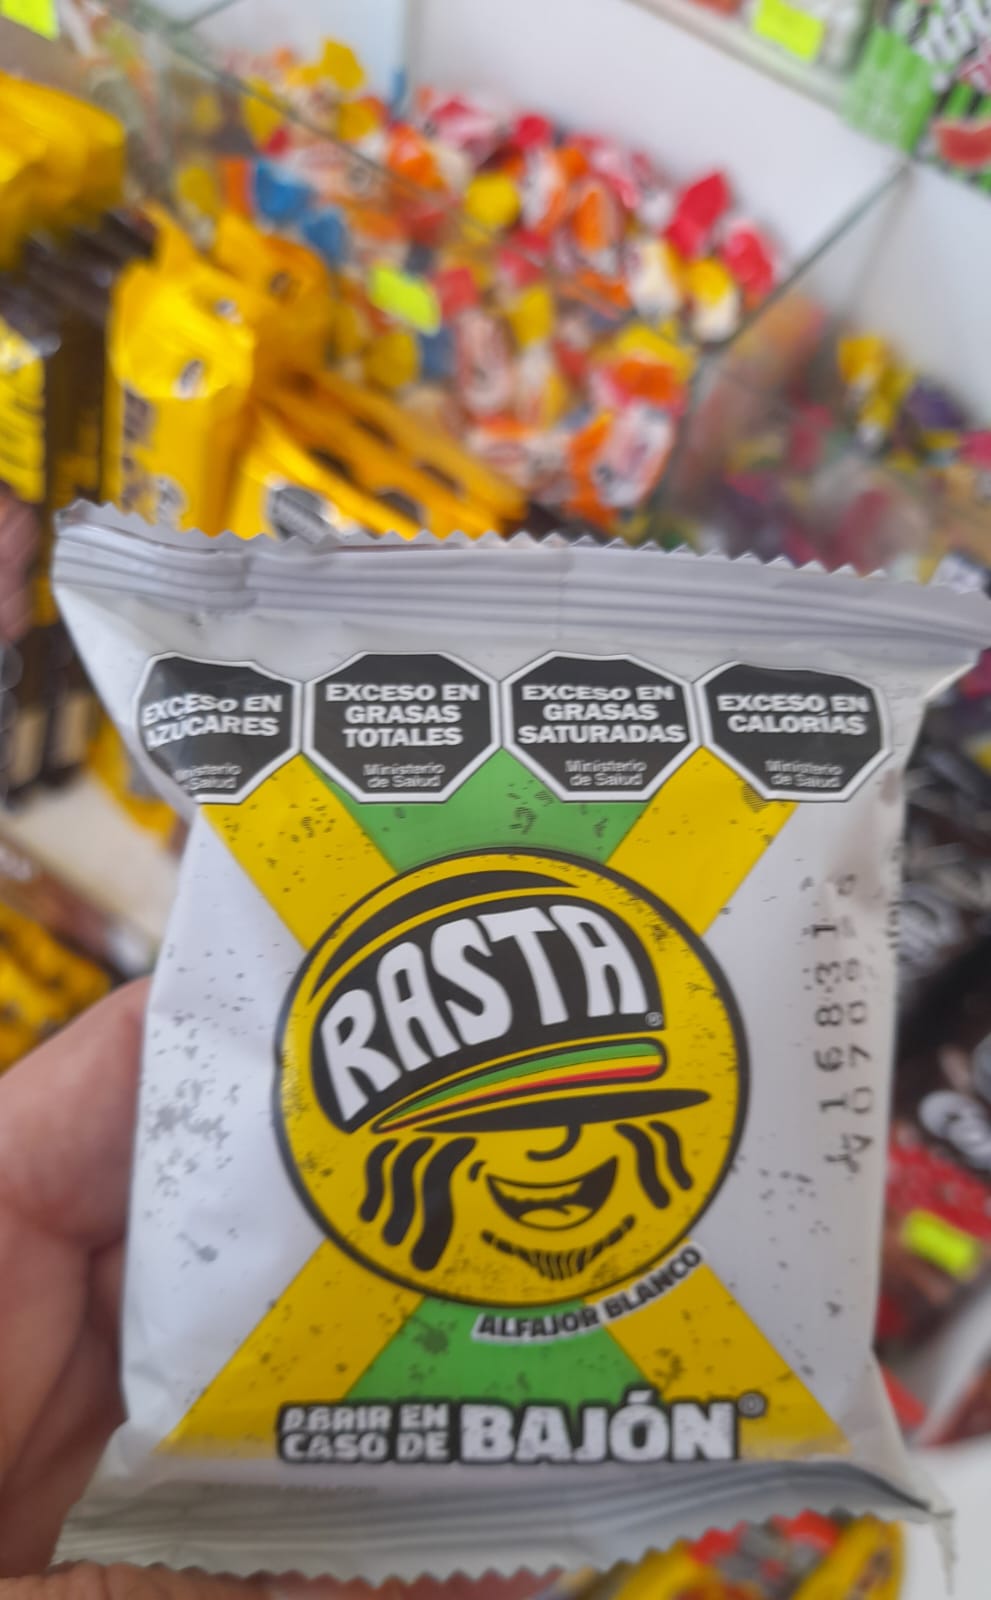 EXCESO EN
AZÚCARES
Ministerio
de Salud
EXCESO EN
GRASAS
TOTALES
Ministerio
de Salud
EXCESO EN
GRASAS
SATURADAS
Ministerio
de Salud
EXCESO EN
CALORÍAS
Ministerio
de Salud
RASTA®
ALFAJOR BLANCO
ABRIR EN
CASO DE
BAJÓN®